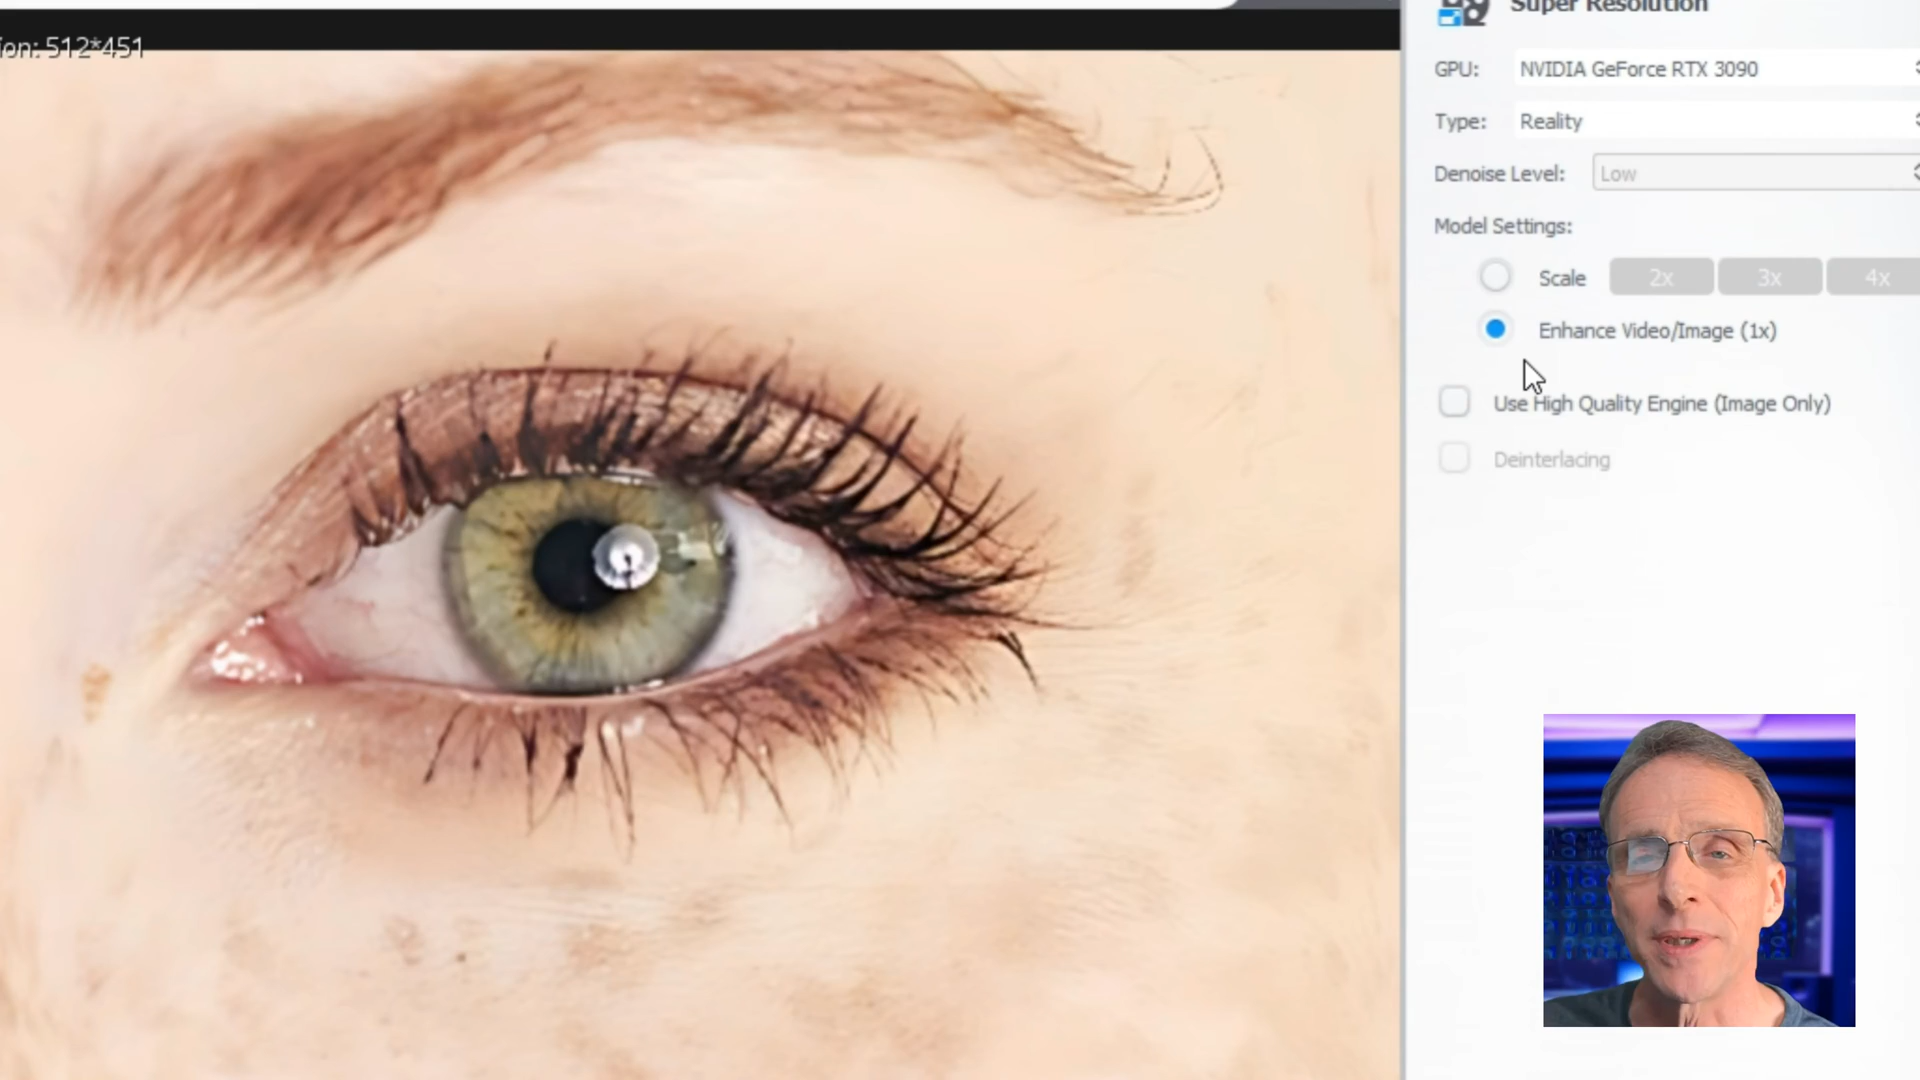 ion: 512*451
Super Resolution
GPU: NVIDIA GeForce RTX 3090
Type: Reality
Denoise Level: Low
Model Settings:
Scale 2x 3x 4x
Enhance Video/Image (1x)
Use High Quality Engine (Image Only)
Deinterlacing